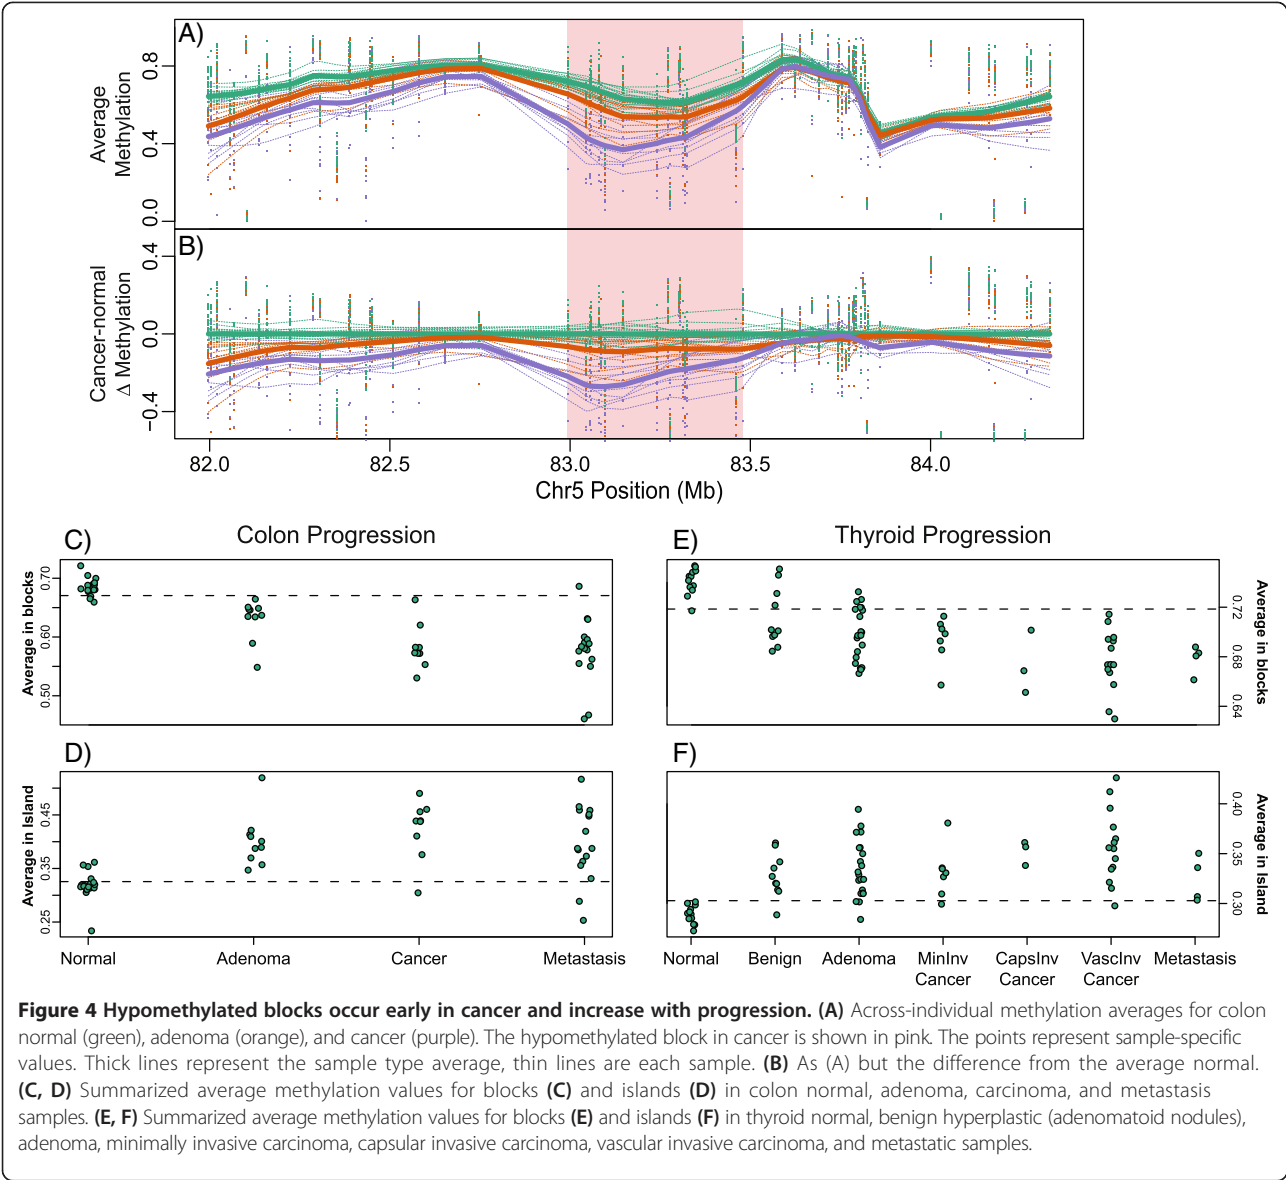 A)
0.8
0.4
0.0
Average
Methylation
B)
0.4
0.0
−0.4
Cancer-normal
Δ Methylation
82.0 82.5 83.0 83.5 84.0
Chr5 Position (Mb)
C) Colon Progression
0.70
0.60
0.50
Average in blocks
D)
0.45
0.35
0.25
Average in Island
Normal Adenoma Cancer Metastasis
E) Thyroid Progression
0.72
0.68
0.64
Average in blocks
F)
0.40
0.35
0.30
Average in Island
Normal Benign Adenoma MinInv CapsInv VascInv Metastasis
Cancer Cancer Cancer
Figure 4 Hypomethylated blocks occur early in cancer and increase with progression. (A) Across-individual methylation averages for colon
normal (green), adenoma (orange), and cancer (purple). The hypomethylated block in cancer is shown in pink. The points represent sample-specific
values. Thick lines represent the sample type average, thin lines are each sample. (B) As (A) but the difference from the average normal.
(C, D) Summarized average methylation values for blocks (C) and islands (D) in colon normal, adenoma, carcinoma, and metastasis
samples. (E, F) Summarized average methylation values for blocks (E) and islands (F) in thyroid normal, benign hyperplastic (adenomatoid nodules),
adenoma, minimally invasive carcinoma, capsular invasive carcinoma, vascular invasive carcinoma, and metastatic samples.